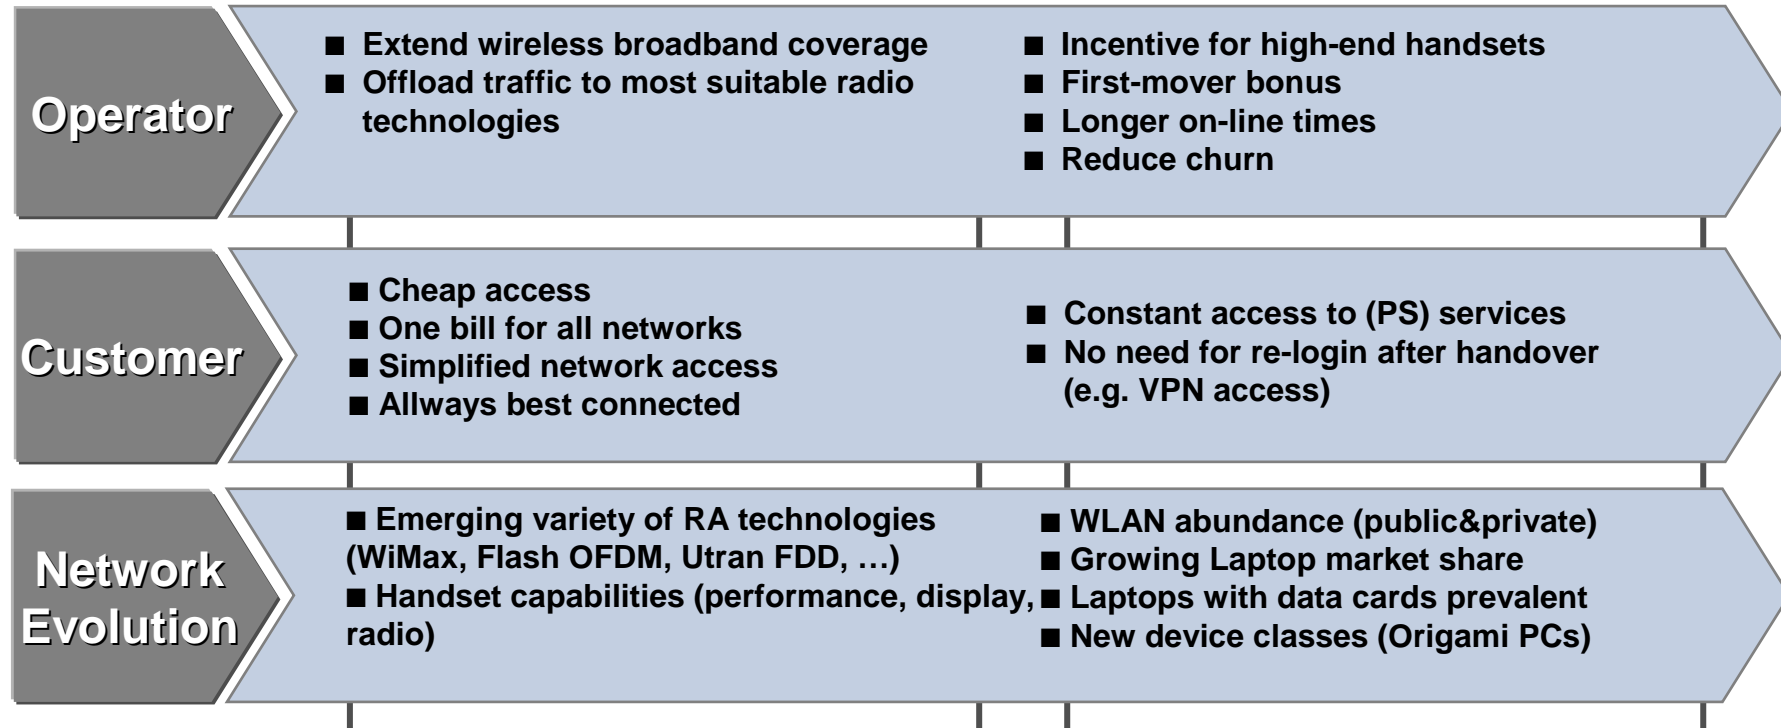 Operator
■ Extend wireless broadband coverage
■ Offload traffic to most suitable radio
technologies
■ Incentive for high-end handsets
■ First-mover bonus
■ Longer on-line times
■ Reduce churn
Customer
■ Cheap access
■ One bill for all networks
■ Simplified network access
■ Allways best connected
■ Constant access to (PS) services
■ No need for re-login after handover
(e.g. VPN access)
Network
Evolution
■ Emerging variety of RA technologies
(WiMax, Flash OFDM, Utran FDD, …)
■ Handset capabilities (performance, display,
radio)
■ WLAN abundance (public&private)
■ Growing Laptop market share
■ Laptops with data cards prevalent
■ New device classes (Origami PCs)